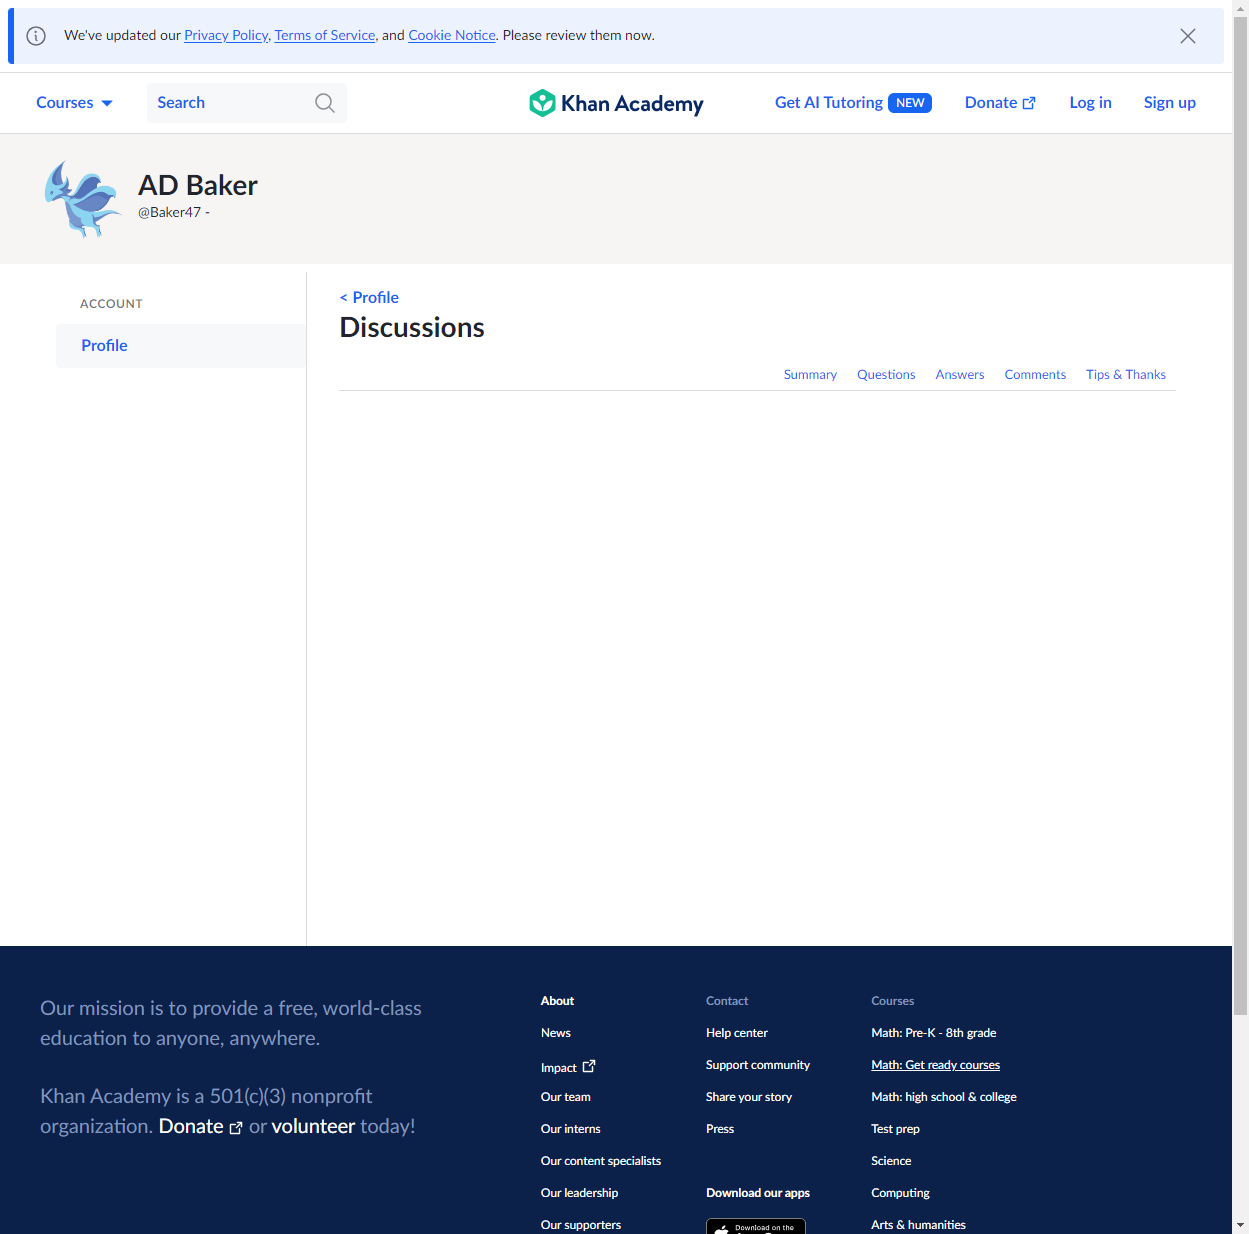 We've updated our Privacy Policy, Terms of Service, and Cookie Notice. Please review them now.
Courses
Search
Khan Academy
Get AI Tutoring NEW
Donate
Log in
Sign up
AD Baker
@Baker47 -
ACCOUNT
Profile
< Profile
Discussions
Summary Questions Answers Comments Tips & Thanks
Our mission is to provide a free, world-class
education to anyone, anywhere.
Khan Academy is a 501(c)(3) nonprofit
organization. Donate or volunteer today!
About
News
Impact
Our team
Our interns
Our content specialists
Our leadership
Our supporters
Contact
Help center
Support community
Share your story
Press
Download our apps
Download on the
Courses
Math: Pre-K - 8th grade
Math: Get ready courses
Math: high school & college
Test prep
Science
Computing
Arts & humanities